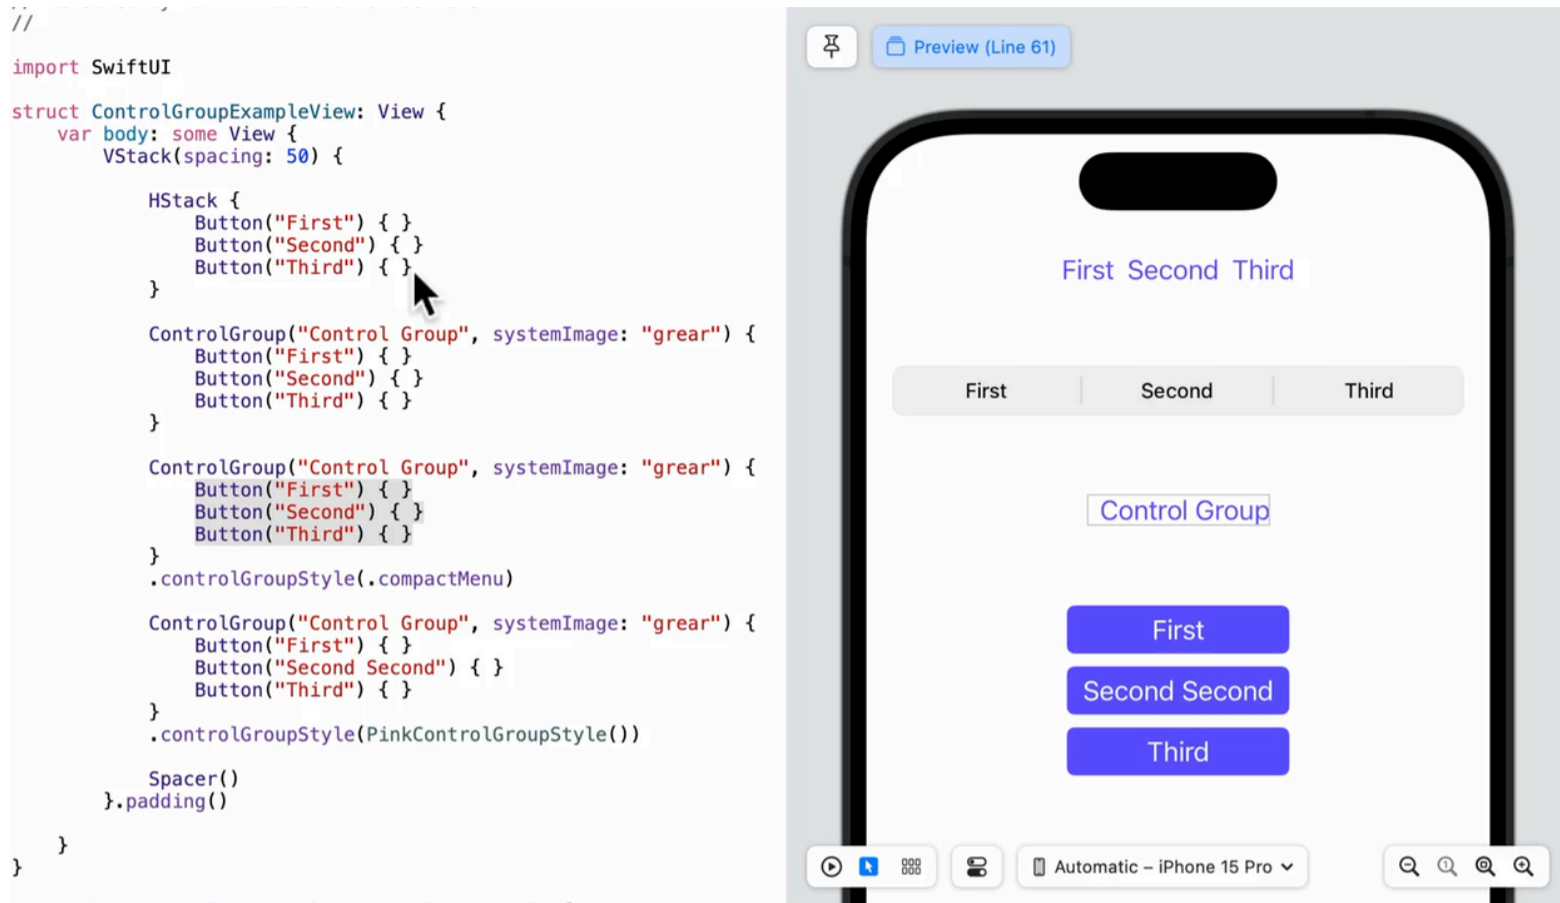 //
import SwiftUI
struct ControlGroupExampleView: View {
var body: some View {
VStack(spacing: 50) {
HStack {
Button("First") { }
Button("Second") { }
Button("Third") { }
}
ControlGroup("Control Group", systemImage: "grear") {
Button("First") { }
Button("Second") { }
Button("Third") { }
}
ControlGroup("Control Group", systemImage: "grear") {
Button("First") { }
Button("Second") { }
Button("Third") { }
}
.controlGroupStyle(.compactMenu)
ControlGroup("Control Group", systemImage: "grear") {
Button("First") { }
Button("Second Second") { }
Button("Third") { }
}
.controlGroupStyle(PinkControlGroupStyle())
Spacer()
}.padding()
}
}
Preview (Line 61)
First Second Third
First Second Third
Control Group
First
Second Second
Third
Automatic – iPhone 15 Pro